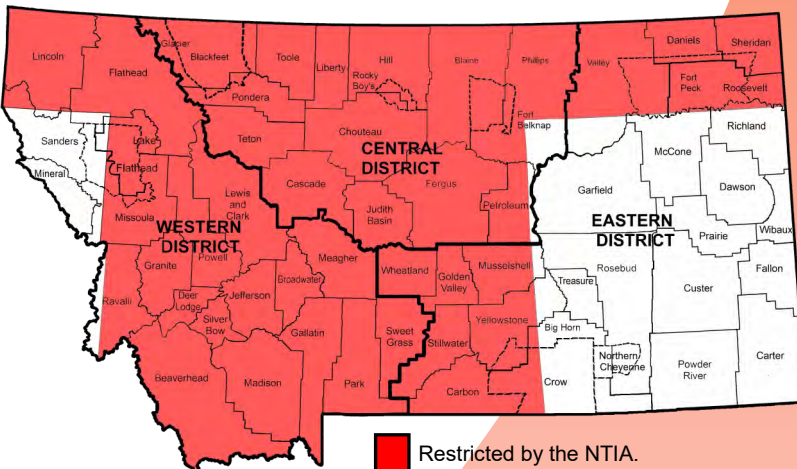 Lincoln
Flathead
Glacier
Blackfeet
Toole
Liberty
Hill
Rocky
Boy's
Blaine
Phillips
Valley
Daniels
Sheridan
Fort
Peck
Roosevelt
Pondera
Teton
Chouteau
Fort
Belknap
Richland
McCone
Sanders
Lake
Flathead
Mineral
Missoula
Lewis
and
Clark
Cascade
CENTRAL
DISTRICT
Fergus
Judith
Basin
Petroleum
Garfield
Dawson
EASTERN
DISTRICT
Prairie
Wibaux
WESTERN
DISTRICT
Powell
Granite
Meagher
Broadwater
Wheatland
Golden
Valley
Musselshell
Treasure
Rosebud
Custer
Fallon
Ravalli
Deer
Lodge
Jefferson
Silver
Bow
Gallatin
Sweet
Grass
Stillwater
Yellowstone
Big Horn
Northern
Cheyenne
Powder
River
Carter
Beaverhead
Madison
Park
Carbon
Crow
Restricted by the NTIA.